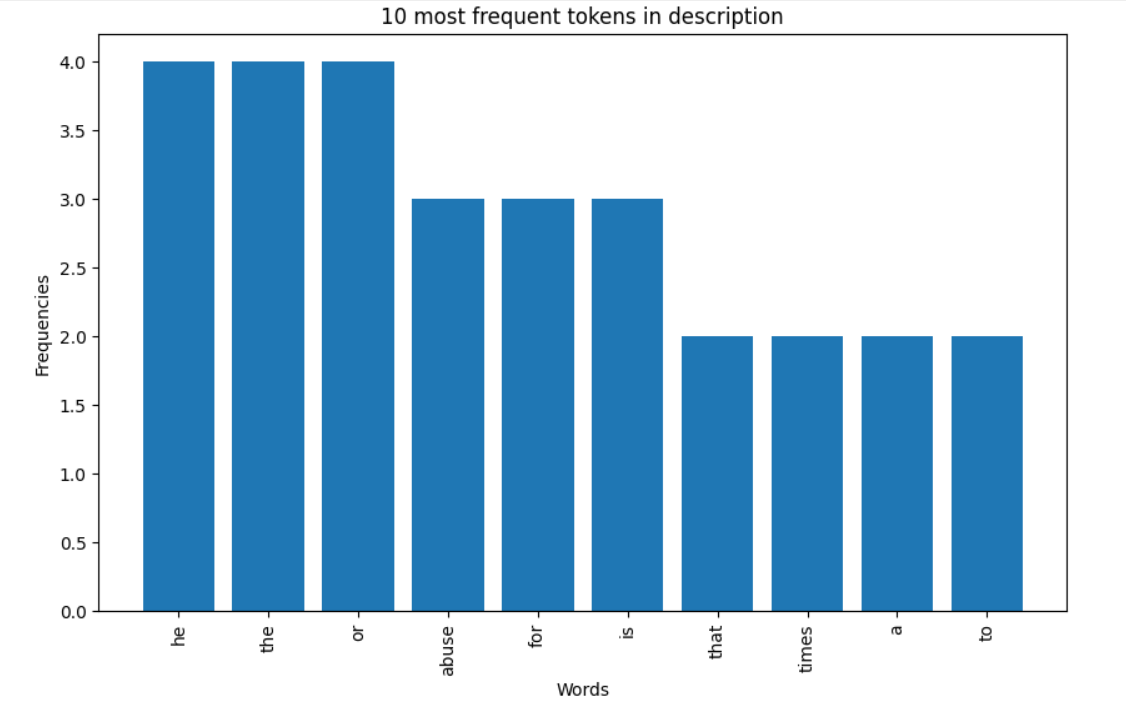 10 most frequent tokens in description
4.0
3.5
3.0
2.5
2.0
1.5
1.0
0.5
0.0
Frequencies
he
the
or
abuse
for
is
that
times
a
to
Words